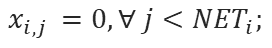 x_{i,j} = 0, ∀ j < NET_i;